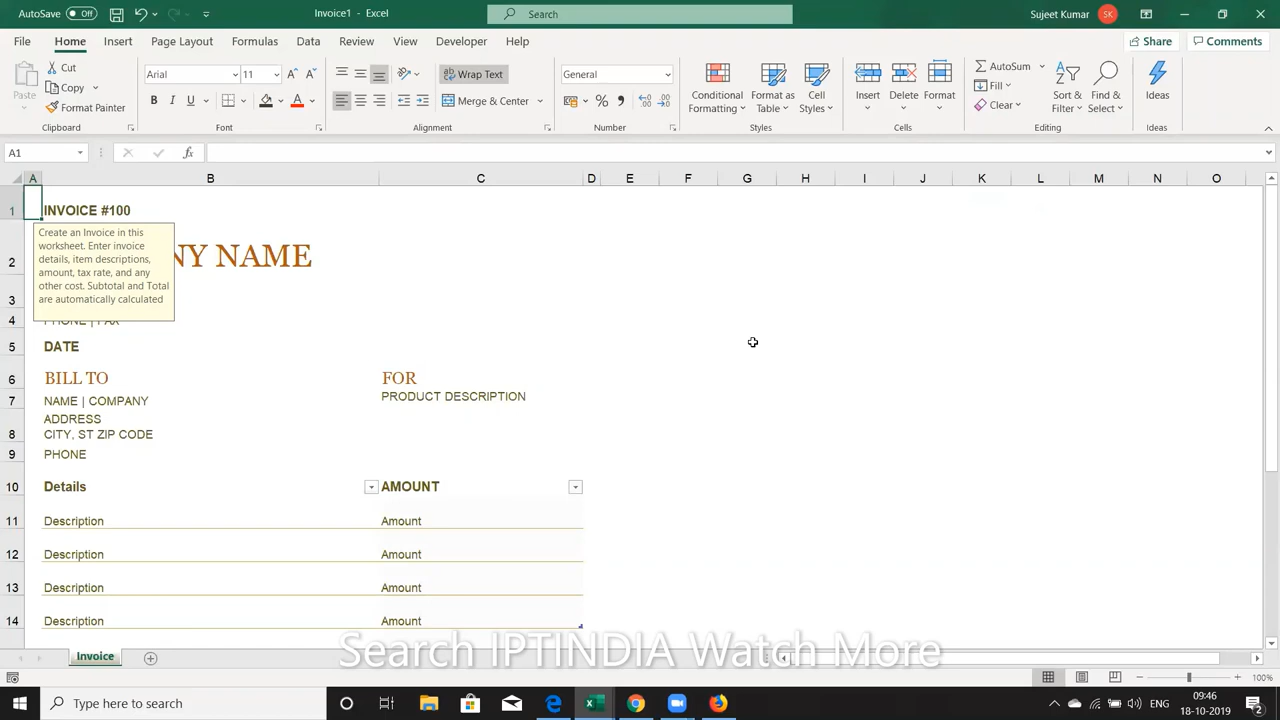 AutoSave Off Invoice1 - Excel Search Sujeet Kumar SK
File Home Insert Page Layout Formulas Data Review View Developer Help Share Comments
Paste Cut Copy Format Painter Clipboard
Arial 11 B I U A Font
Wrap Text Merge & Center Alignment
General % Number
Conditional Formatting Format as Table Cell Styles Styles
Insert Delete Format Cells
AutoSum Fill Clear Sort & Filter Find & Select Editing
Ideas Ideas
A1 fx
A B C D E F G H I J K L M N O
1 INVOICE #100
Create an Invoice in this
worksheet. Enter invoice
details, item descriptions,
amount, tax rate, and any
other cost. Subtotal and Total
are automatically calculated
2 NY NAME
3
4 PHONE | FAX
5 DATE
6 BILL TO FOR
7 NAME | COMPANY PRODUCT DESCRIPTION
ADDRESS
8 CITY, ST ZIP CODE
9 PHONE
10 Details AMOUNT
11 Description Amount
12 Description Amount
13 Description Amount
14 Description Amount
Search IPTINDIA Watch More
Invoice
100%
Type here to search ENG 09:46
18-10-2019